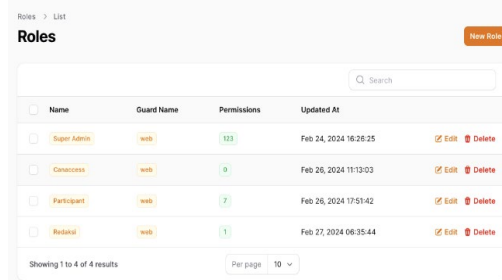 Roles > List
Roles
New Role
Search
Name Guard Name Permissions Updated At
Super Admin web 123 Feb 24, 2024 16:26:25 Edit Delete
Canaccess web 0 Feb 26, 2024 11:13:03 Edit Delete
Participant web 7 Feb 26, 2024 17:51:42 Edit Delete
Redaksi web 1 Feb 27, 2024 06:35:44 Edit Delete
Showing 1 to 4 of 4 results Per page 10